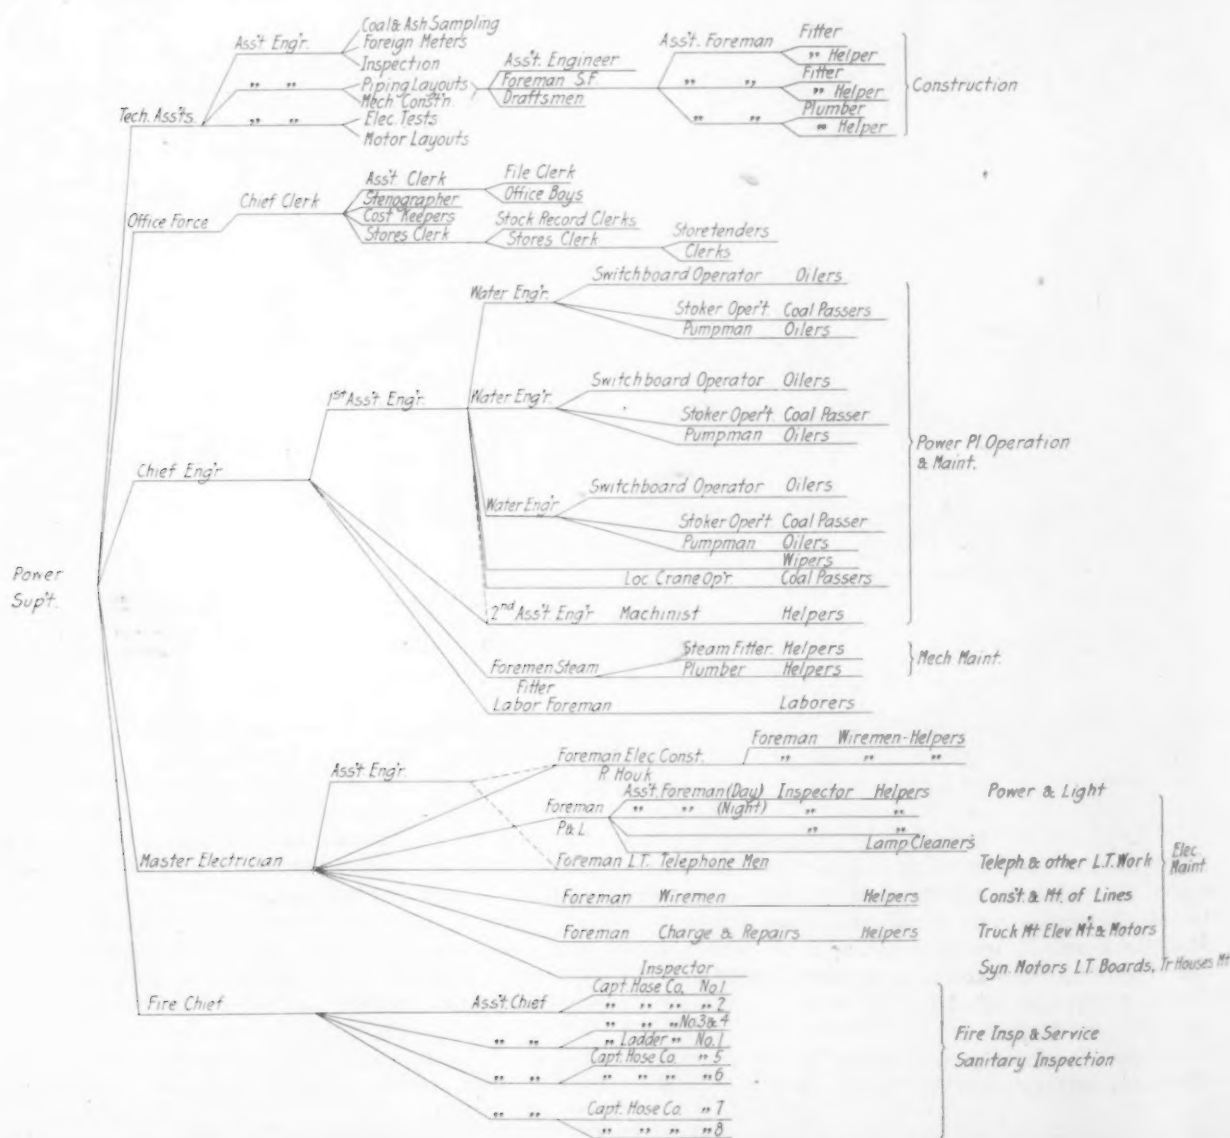 Power
Sup't.
Tech. Ass'ts.
Ass't Eng'r.
Coal & Ash Sampling
Foreign Meters
Inspection
" "
Piping Layouts
Mech. Const'n
" "
Elec. Tests
Motor Layouts
Ass't. Engineer
Foreman S.F.
Draftsmen
Ass't. Foreman Fitter
" Helper
" " Fitter
" Helper
" " Plumber
" Helper
Construction
Office Force
Chief Clerk
Ass't Clerk
File Clerk
Office Boys
Stenographer
Cost Keepers
Stores Clerk
Stock Record Clerks
Stores Clerk
Storetenders
Clerks
Chief Eng'r
1st Ass't Eng'r.
Water Eng'r.
Switchboard Operator Oilers
Stoker Oper't. Coal Passers
Pumpman Oilers
Water Eng'r.
Switchboard Operator Oilers
Stoker Oper't. Coal Passer
Pumpman Oilers
Water Eng'r
Switchboard Operator Oilers
Stoker Oper't. Coal Passer
Pumpman Oilers
Wipers
Loc. Crane Op'r. Coal Passers
2nd Ass't. Eng'r Machinist Helpers
Power Pl Operation
& Maint.
Foremen Steam
Fitter
Steam Fitter. Helpers
Plumber Helpers
Mech Maint.
Labor Foreman Laborers
Master Electrician
Ass't Eng'r.
Foreman Elec Const.
R Houk
Foreman Wiremen-Helpers
" " "
Foreman
P & L
Ass't. Foreman (Day) Inspector Helpers
" " (Night) " "
" "
Lamp Cleaners
Power & Light
Foreman L.T. Telephone Men
Teleph & other L.T. Work
Foreman Wiremen Helpers
Const. & Mt. of Lines
Foreman Charge & Repairs Helpers
Truck Mt Elev Mt & Motors
Inspector
Syn. Motors L.T. Boards, Tr Houses Mt
Elec.
Maint.
Fire Chief
Ass't. Chief
Capt. Hose Co. No.1
" " " " 2
" "
" " " No.3 & 4
" Ladder " No.1
" "
Capt. Hose Co. " 5
" " " " 6
" "
Capt. Hose Co. " 7
" " " " 8
Fire Insp & Service
Sanitary Inspection